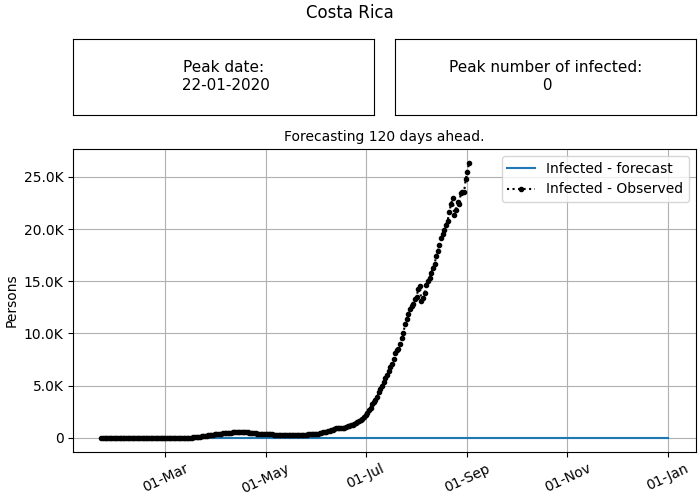 Costa Rica
Peak date:
22-01-2020
Peak number of infected:
0
Forecasting 120 days ahead.
Infected - forecast
Infected - Observed
Persons
25.0K
20.0K
15.0K
10.0K
5.0K
0
01-Mar
01-May
01-Jul
01-Sep
01-Nov
01-Jan